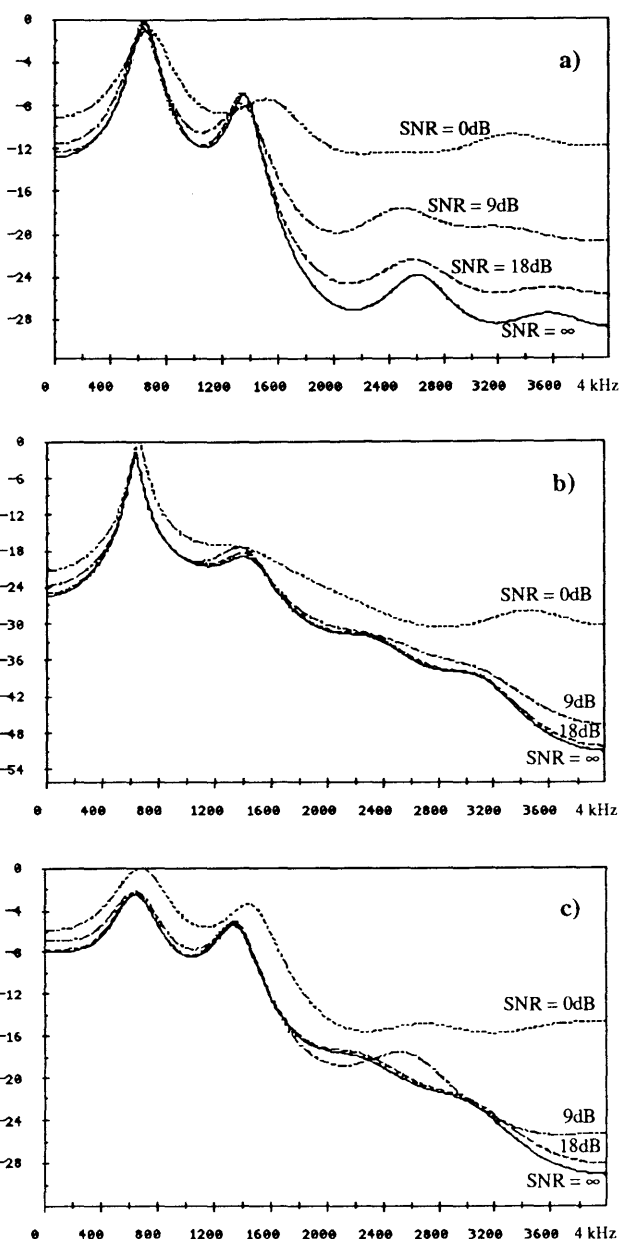 0
a)
-4
-8
SNR = 0dB
-12
-16
SNR = 9dB
-20
SNR = 18dB
-24
-28
SNR = ∞
0 400 800 1200 1600 2000 2400 2800 3200 3600 4 kHz
0
b)
-6
-12
-18
-24
SNR = 0dB
-30
-36
-42
9dB
-48
18dB
SNR = ∞
-54
0 400 800 1200 1600 2000 2400 2800 3200 3600 4 kHz
0
c)
-4
-8
-12
SNR = 0dB
-16
-20
9dB
-24
18dB
-28
SNR = ∞
0 400 800 1200 1600 2000 2400 2800 3200 3600 4 kHz